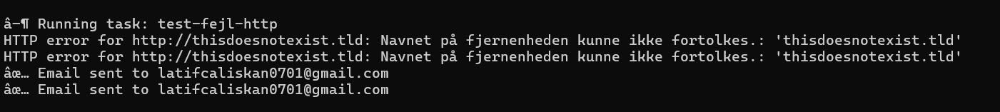 â–¶ Running task: test-fejl-http
HTTP error for http://thisdoesnotexist.tld: Navnet på fjernenheden kunne ikke fortolkes.: 'thisdoesnotexist.tld'
HTTP error for http://thisdoesnotexist.tld: Navnet på fjernenheden kunne ikke fortolkes.: 'thisdoesnotexist.tld'
âœ… Email sent to latifcaliskan0701@gmail.com
âœ… Email sent to latifcaliskan0701@gmail.com